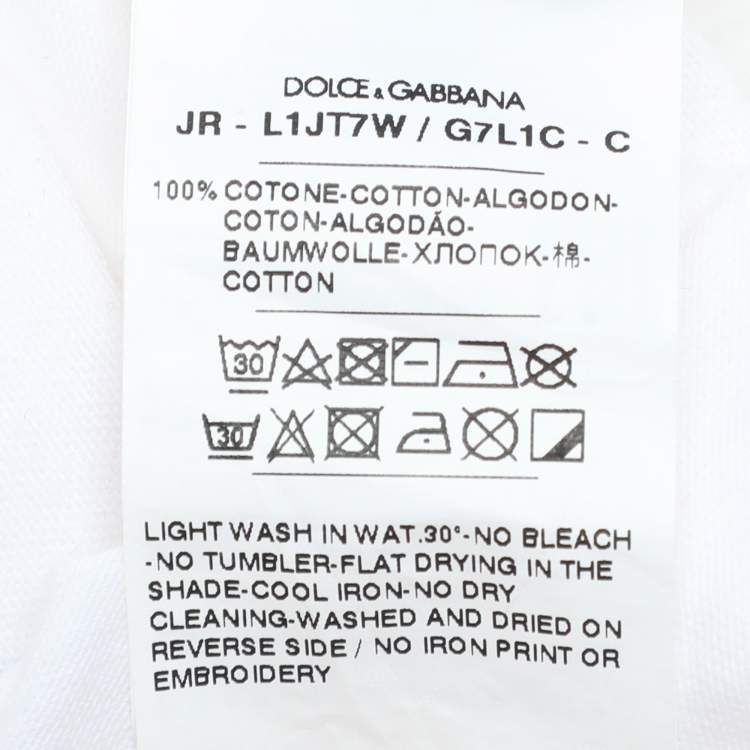 DOLCE & GABBANA
JR - L1JT7W / G7L1C - C
100% COTONE-COTTON-ALGODON-
COTON-ALGODÃO-
BAUMWOLLE-ХЛОПОК-棉-
COTTON
30
30
LIGHT WASH IN WAT.30°-NO BLEACH
-NO TUMBLER-FLAT DRYING IN THE
SHADE-COOL IRON-NO DRY
CLEANING-WASHED AND DRIED ON
REVERSE SIDE / NO IRON PRINT OR
EMBROIDERY